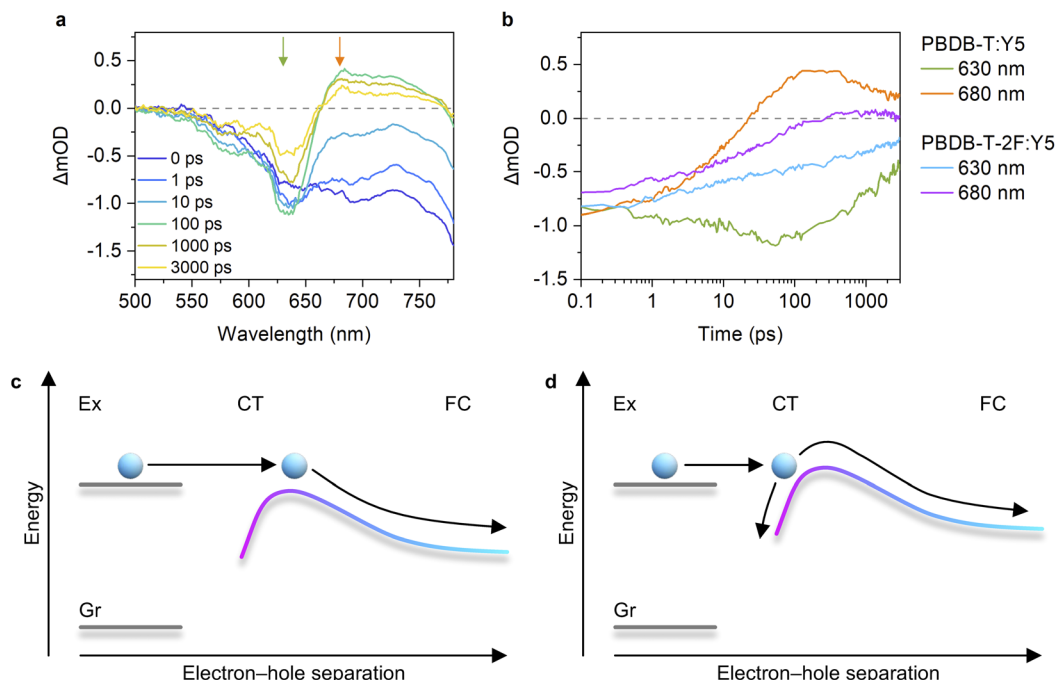 a
0.5
0.0
-0.5
-1.0
-1.5
ΔmOD
0 ps
1 ps
10 ps
100 ps
1000 ps
3000 ps
500 550 600 650 700 750
Wavelength (nm)
b
1.0
0.5
0.0
-0.5
-1.0
-1.5
ΔmOD
0.1 1 10 100 1000
Time (ps)
PBDB-T:Y5
630 nm
680 nm
PBDB-T-2F:Y5
630 nm
680 nm
c
Ex CT FC
Energy
Gr
Electron–hole separation
d
Ex CT FC
Energy
Gr
Electron–hole separation